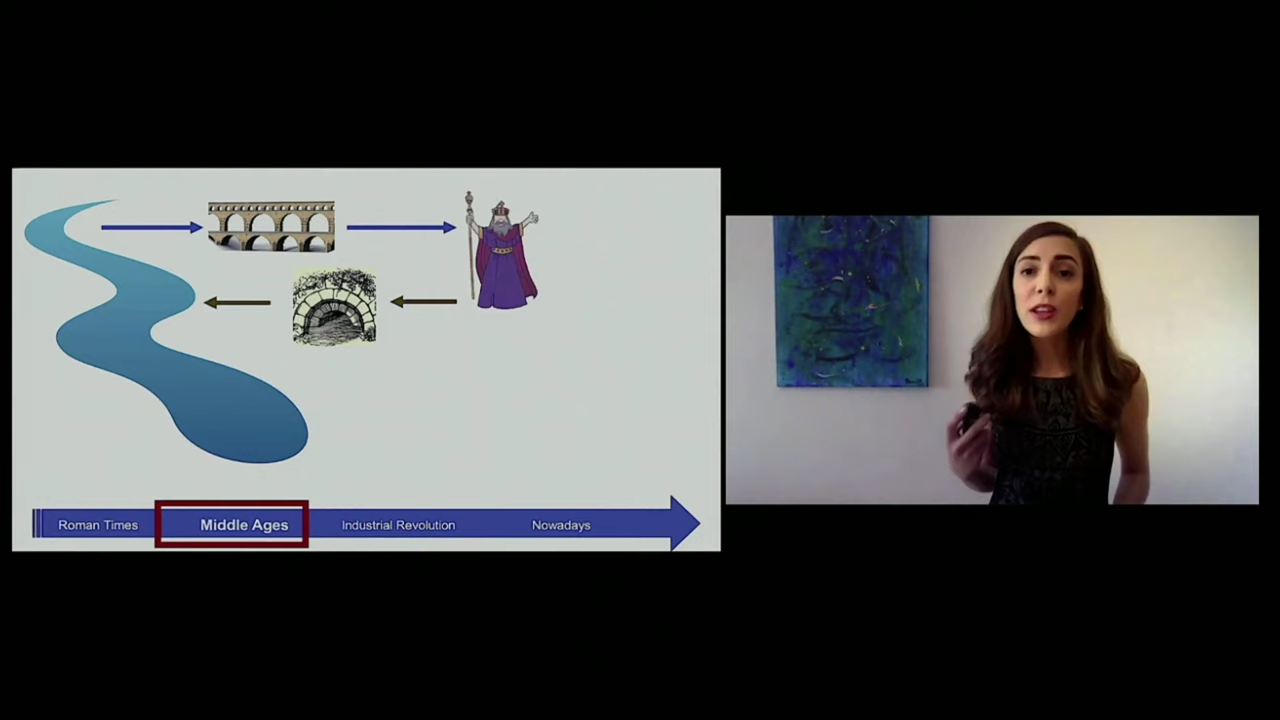 Roman Times
Middle Ages
Industrial Revolution
Nowadays